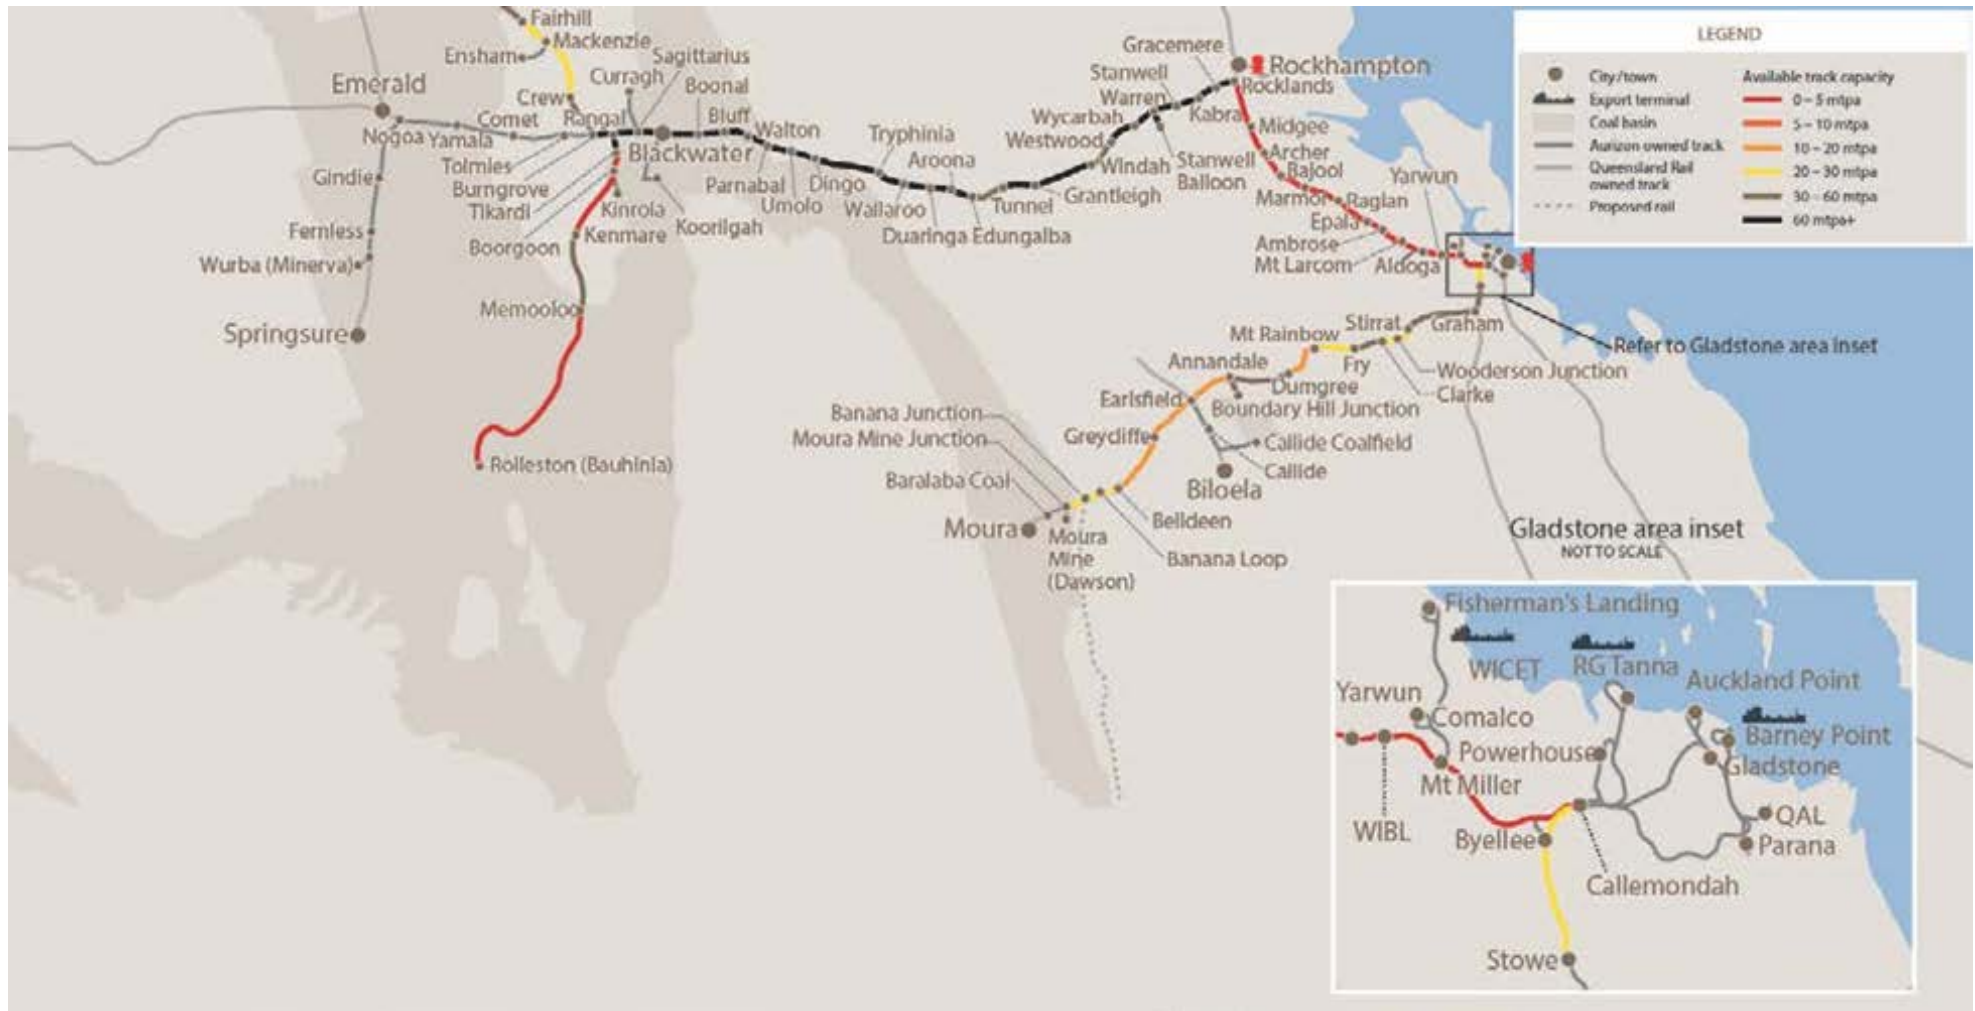 Fairhill
Mackenzie
Ensham
Sagittarius
Curragh
Boonal
Emerald
Crew
Comet
Rangal
Bluff
Walton
Nogoa
Yamala
Tolmies
Blackwater
Burngrove
Parnabal
Umolo
Dingo
Tikardi
Kinrola
Koorilgah
Boorgoon
Kenmare
Gindie
Fernless
Wurba (Minerva)
Springsure
Memooloo
Rolleston (Bauhinia)
Tryphinia
Aroona
Wallaroo
Duaringa
Edungalba
Tunnel
Grantleigh
Windah
Westwood
Wycarbah
Stanwell
Balloon
Warren
Stanwell
Gracemere
Kabra
Rockhampton
Rocklands
Midgee
Archer
Bajool
Marmor
Raglan
Epala
Ambrose
Mt Larcom
Aldoga
Yarwun
LEGEND
City/town
Export terminal
Coal basin
Aurizon owned track
Queensland Rail
owned track
Proposed rail
Available track capacity
0 – 5 mtpa
5 – 10 mtpa
10 – 20 mtpa
20 – 30 mtpa
30 – 60 mtpa
60 mtpa+
Refer to Gladstone area inset
Graham
Stirrat
Mt Rainbow
Fry
Wooderson Junction
Clarke
Annandale
Dumgree
Boundary Hill Junction
Earlsfield
Callide Coalfield
Callide
Biloela
Greycliffe
Banana Junction
Moura Mine Junction
Baralaba Coal
Moura
Moura
Mine
(Dawson)
Belldeen
Banana Loop
Gladstone area inset
NOT TO SCALE
Fisherman's Landing
WICET
RG Tanna
Auckland Point
Yarwun
Comalco
Powerhouse
Barney Point
Gladstone
Mt Miller
WIBL
Byellee
QAL
Parana
Callemondah
Stowe